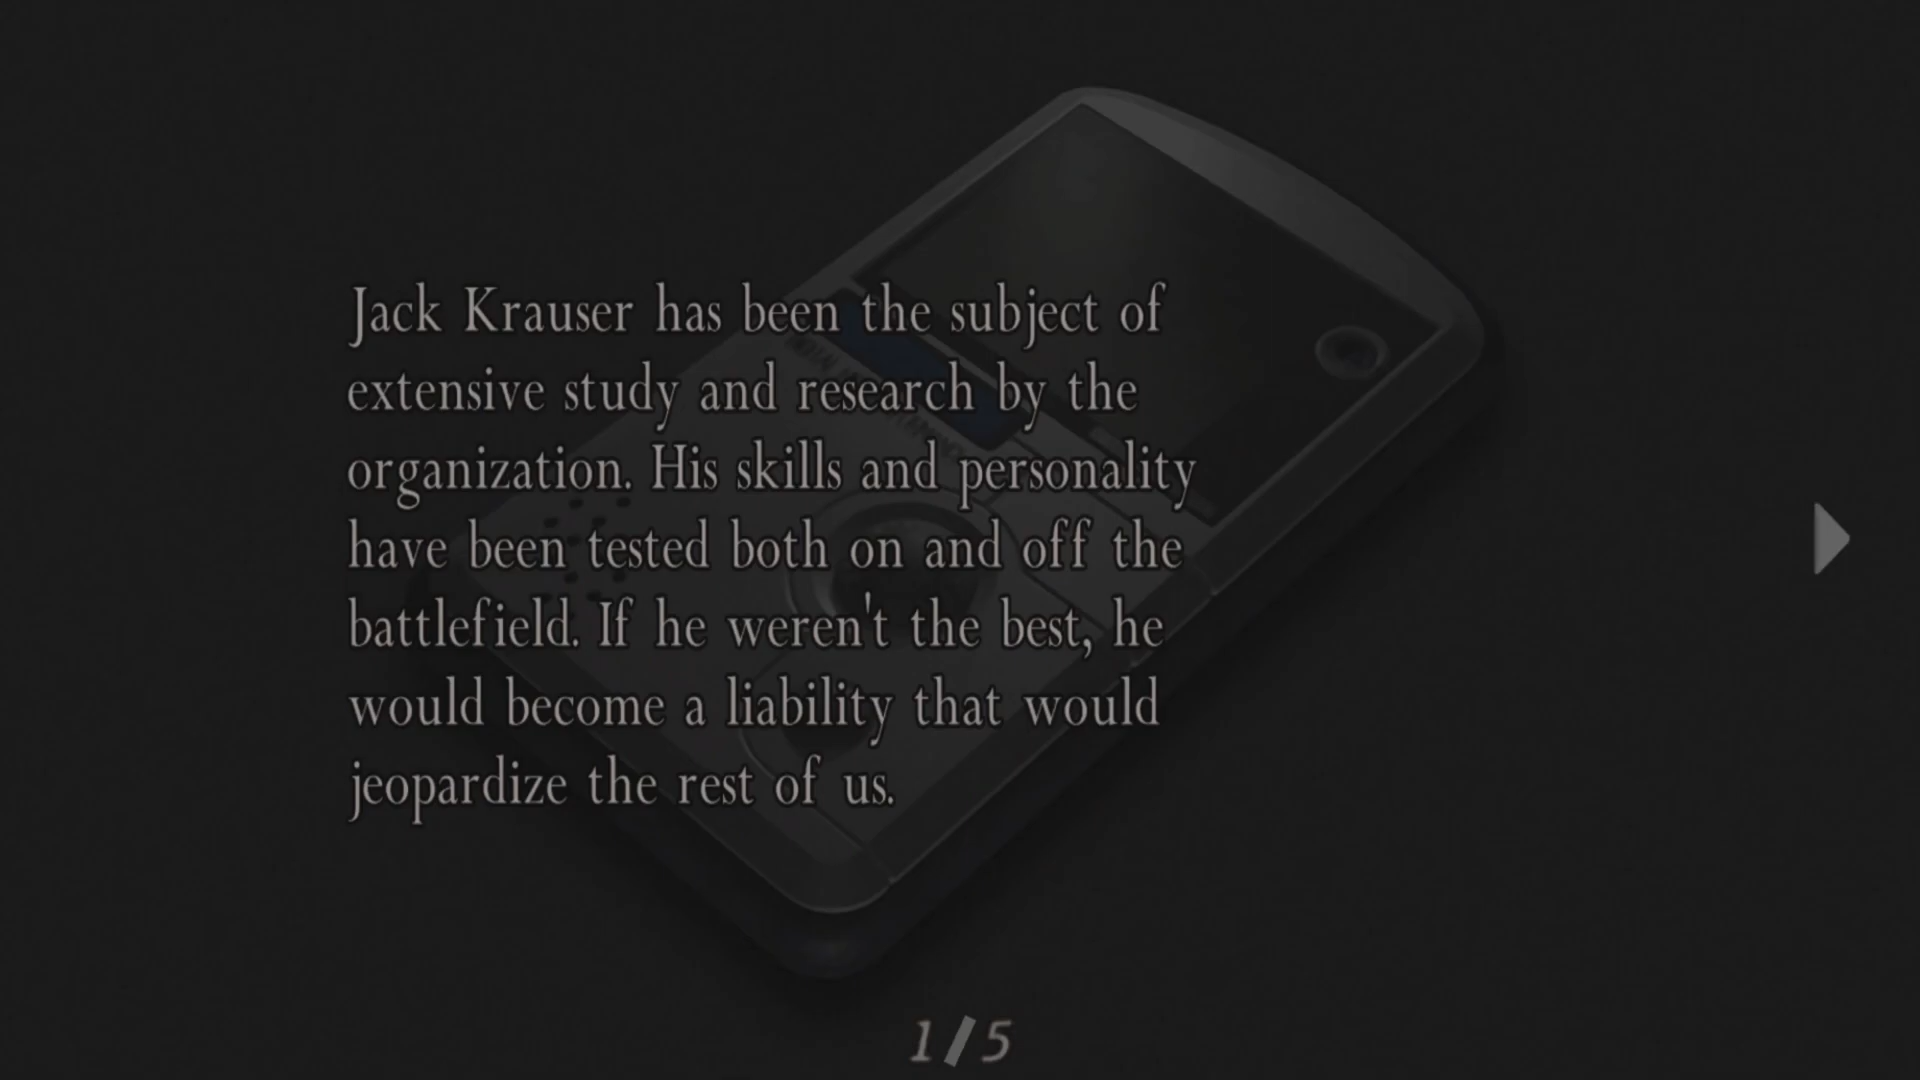 Jack Krauser has been the subject of
extensive study and research by the
organization. His skills and personality
have been tested both on and off the
battlefield. If he weren't the best, he
would become a liability that would
jeopardize the rest of us.
1/5